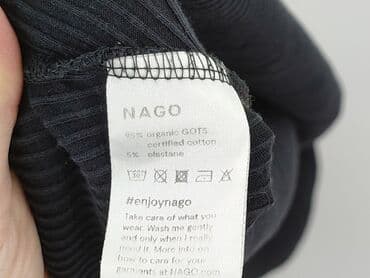 NAGO
95% organic GOTS
certified cotton
5% elastane
30°
#enjoynago
Take care of what you
wear. Wash me gently
and only when I really
need it. More info on
how to care for your
garments at NAGO.com